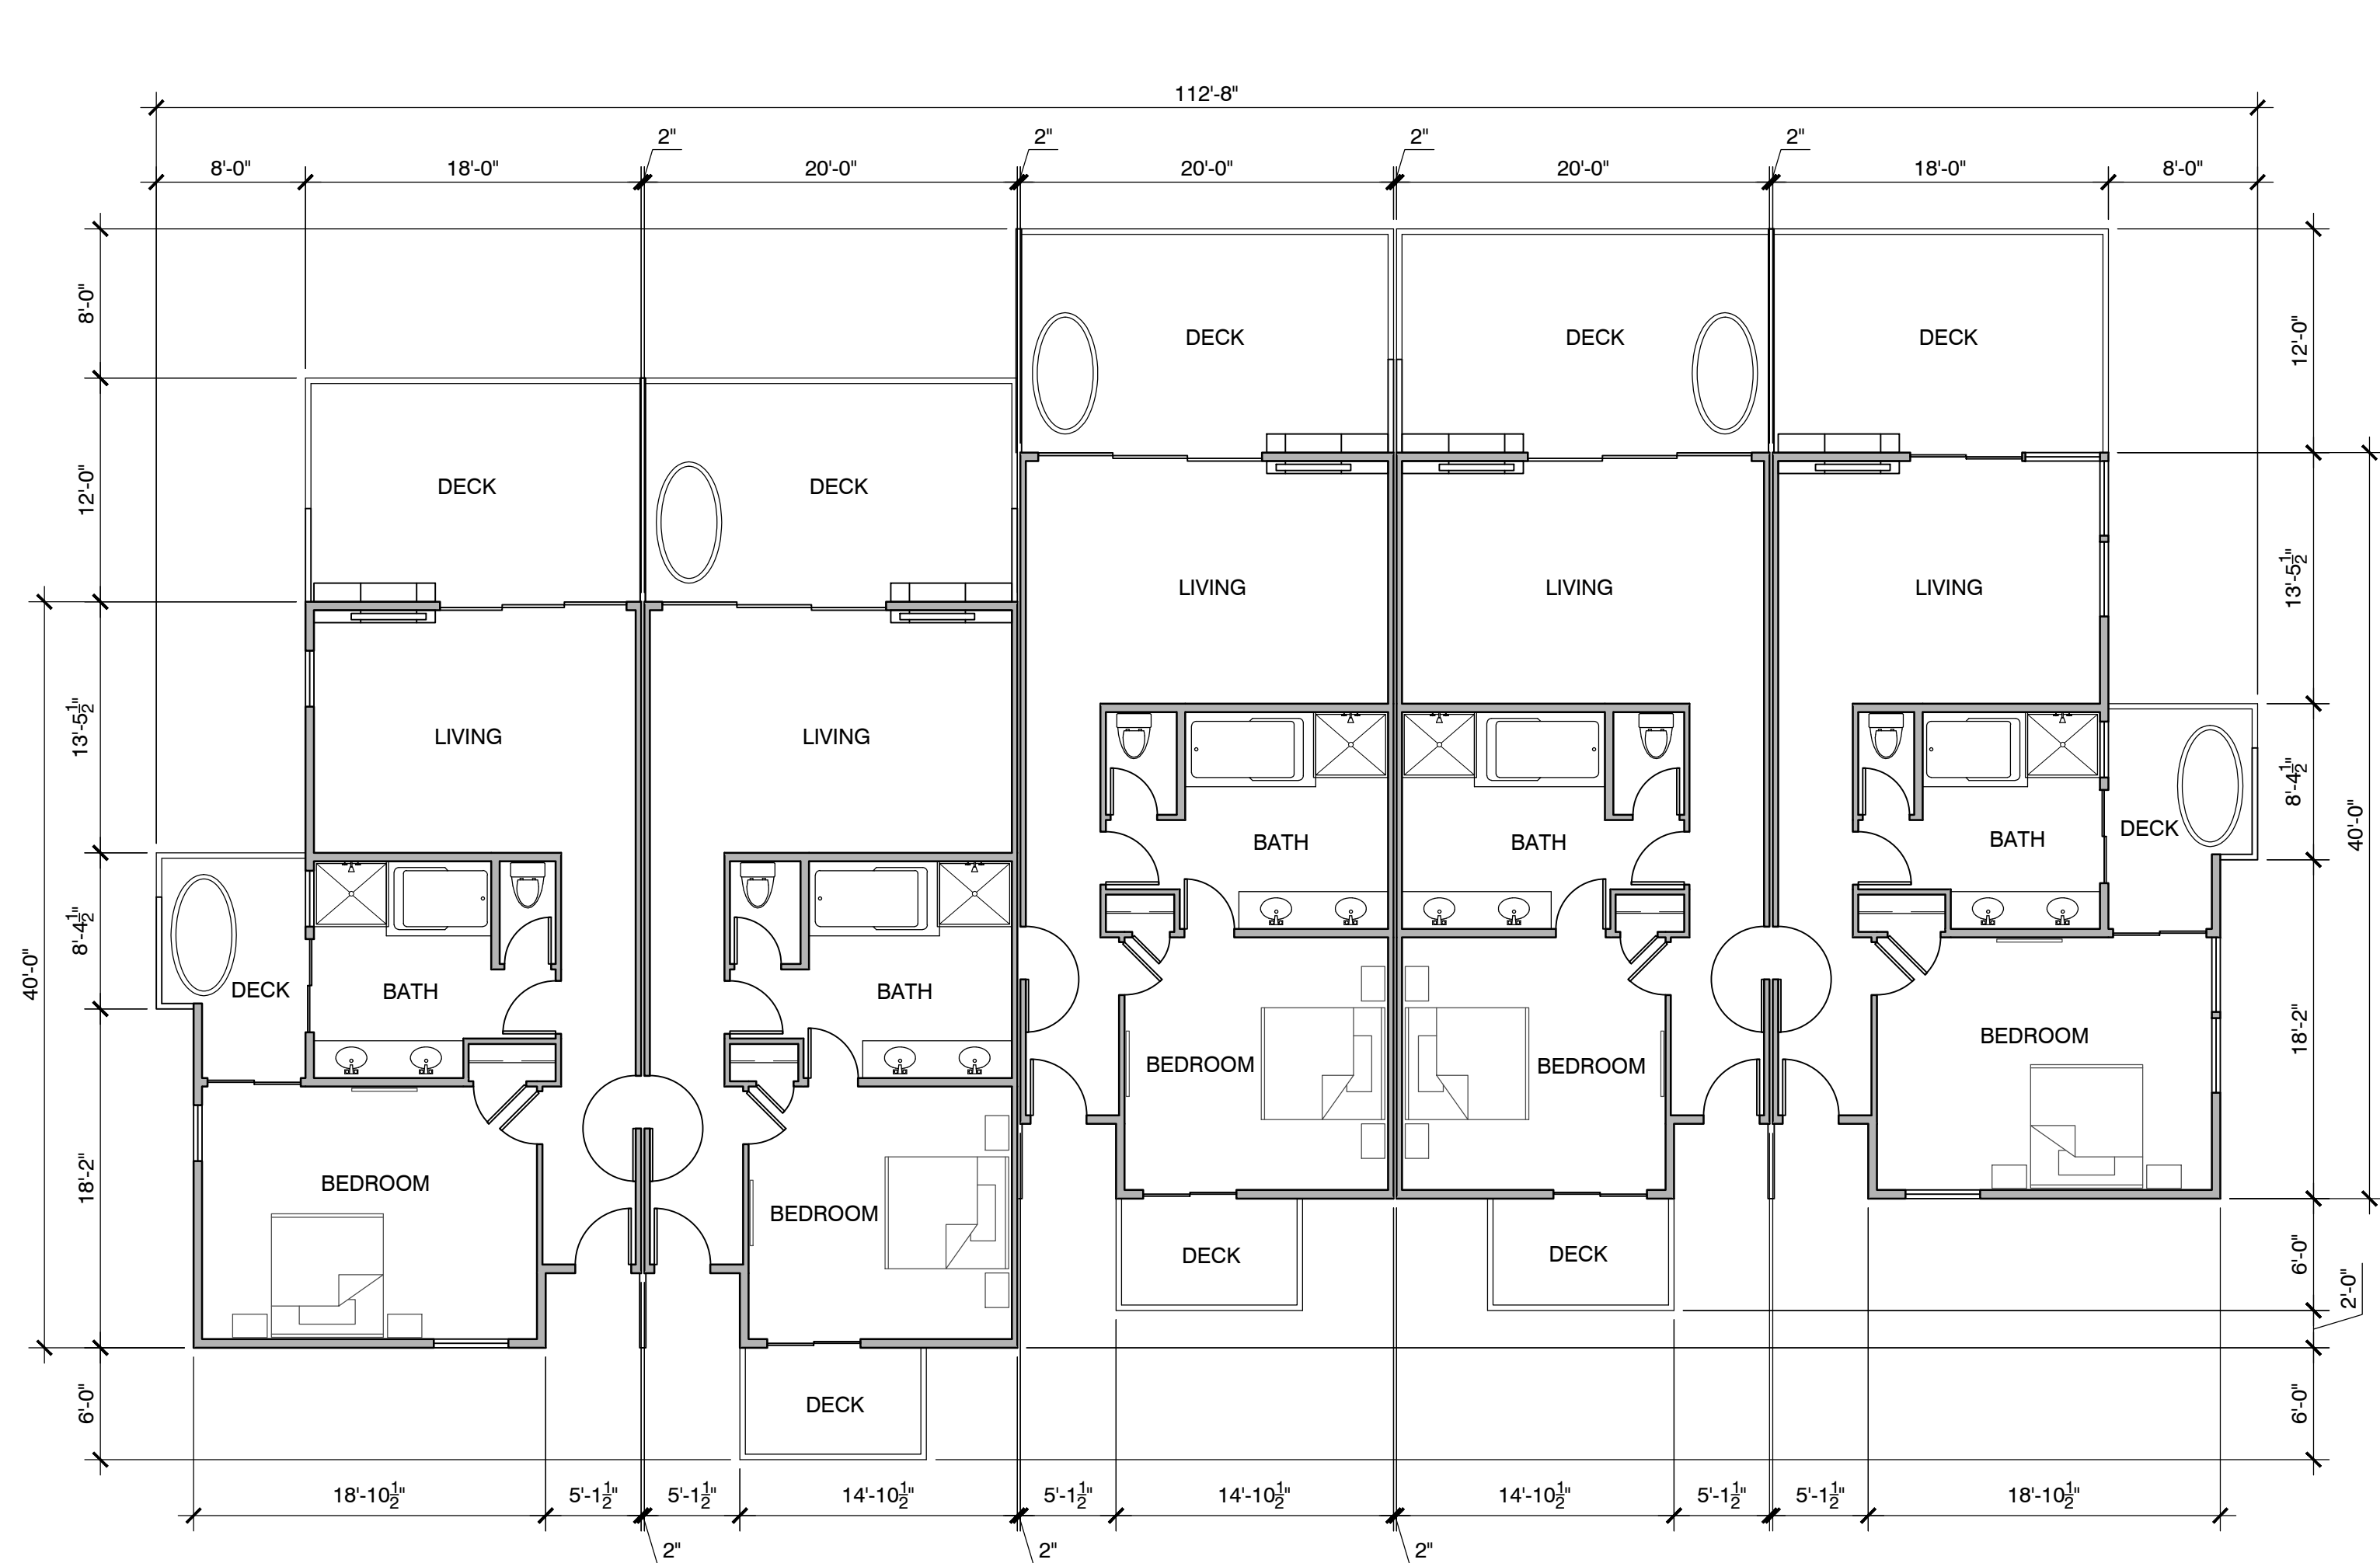 112'-8"
2" 2" 2" 2"
8'-0" 18'-0" 20'-0" 20'-0" 20'-0" 18'-0" 8'-0"
8'-0"
12'-0"
DECK DECK DECK
12'-0"
DECK DECK
13'-5½"
LIVING LIVING LIVING
13'-5½"
LIVING LIVING
8'-4½"
BATH BATH BATH DECK
40'-0"
8'-4½"
40'-0"
DECK BATH BATH
18'-2"
BEDROOM BEDROOM BEDROOM
18'-2"
BEDROOM BEDROOM
DECK DECK
6'-0"
2'-0"
6'-0"
DECK
6'-0"
18'-10½" 5'-1½" 5'-1½" 14'-10½" 5'-1½" 14'-10½" 14'-10½" 5'-1½" 5'-1½" 18'-10½"
2" 2" 2"